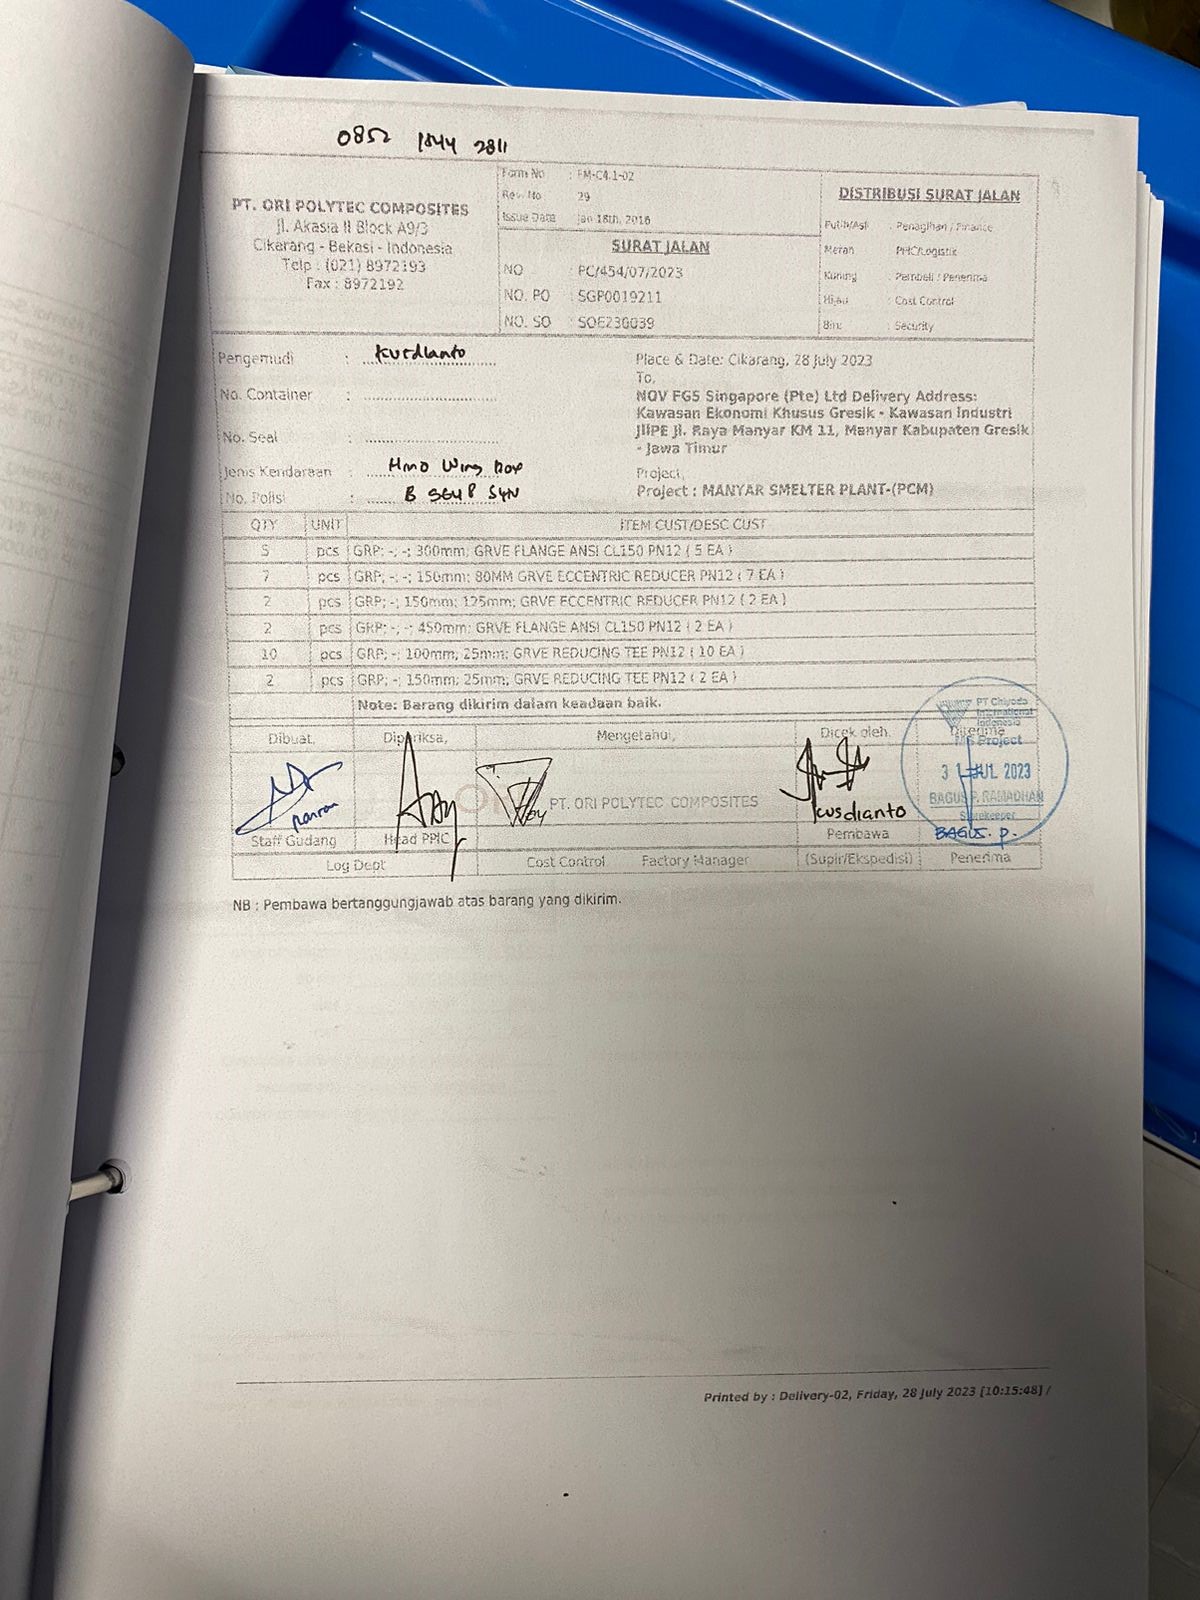 0852 1844 2811
PT. ORI POLYTEC COMPOSITES
Jl. Akasia II Block A9/3
Cikarang - Bekasi - Indonesia
Telp : (021) 8972193
Fax : 8972192
Form No : FM-C4.1-02
Rev. No : 29
Issue Date : Jan 18th, 2016
SURAT JALAN
NO : PC/454/07/2023
NO. PO : SGP0019211
NO. SO : SOE230039
DISTRIBUSI SURAT JALAN
Putih/Asli : Penagihan / Finance
Merah : PPIC/Logistik
Kuning : Pembeli / Penerima
Hijau : Cost Control
Biru : Security
Pengemudi : Kusdianto
No. Container :
No. Seal :
Jenis Kendaraan : Hino Wing Box
No. Polisi : B 9648 SYN
Place & Date: Cikarang, 28 July 2023
To,
NOV FGS Singapore (Pte) Ltd Delivery Address:
Kawasan Ekonomi Khusus Gresik - Kawasan Industri
JIIPE Jl. Raya Manyar KM 11, Manyar Kabupaten Gresik
- Jawa Timur
Project,
Project : MANYAR SMELTER PLANT-(PCM)
QTY UNIT ITEM CUST/DESC CUST
5 pcs GRP; -; -; 300mm; GRVE FLANGE ANSI CL150 PN12 ( 5 EA )
7 pcs GRP; -; -; 150mm; 80MM GRVE ECCENTRIC REDUCER PN12 ( 7 EA )
2 pcs GRP; -; 150mm; 125mm; GRVE ECCENTRIC REDUCER PN12 ( 2 EA )
2 pcs GRP; -; -; 450mm; GRVE FLANGE ANSI CL150 PN12 ( 2 EA )
10 pcs GRP; -; 100mm; 25mm; GRVE REDUCING TEE PN12 ( 10 EA )
2 pcs GRP; -; 150mm; 25mm; GRVE REDUCING TEE PN12 ( 2 EA )
Note: Barang dikirim dalam keadaan baik.
Dibuat, Diperiksa, Mengetahui, Dicek oleh, Diterima
PT Chiyoda
International
Indonesia
MS Project
31 JUL 2023
BAGUS P. RAMADHAN
Storekeeper
PT. ORI POLYTEC COMPOSITES
kusdianto
BAGUS. P.
Staff Gudang Head PPIC Pembawa
Log Dept Cost Control Factory Manager (Supir/Ekspedisi) Penerima
NB : Pembawa bertanggungjawab atas barang yang dikirim.
Printed by : Delivery-02, Friday, 28 July 2023 [10:15:48] /